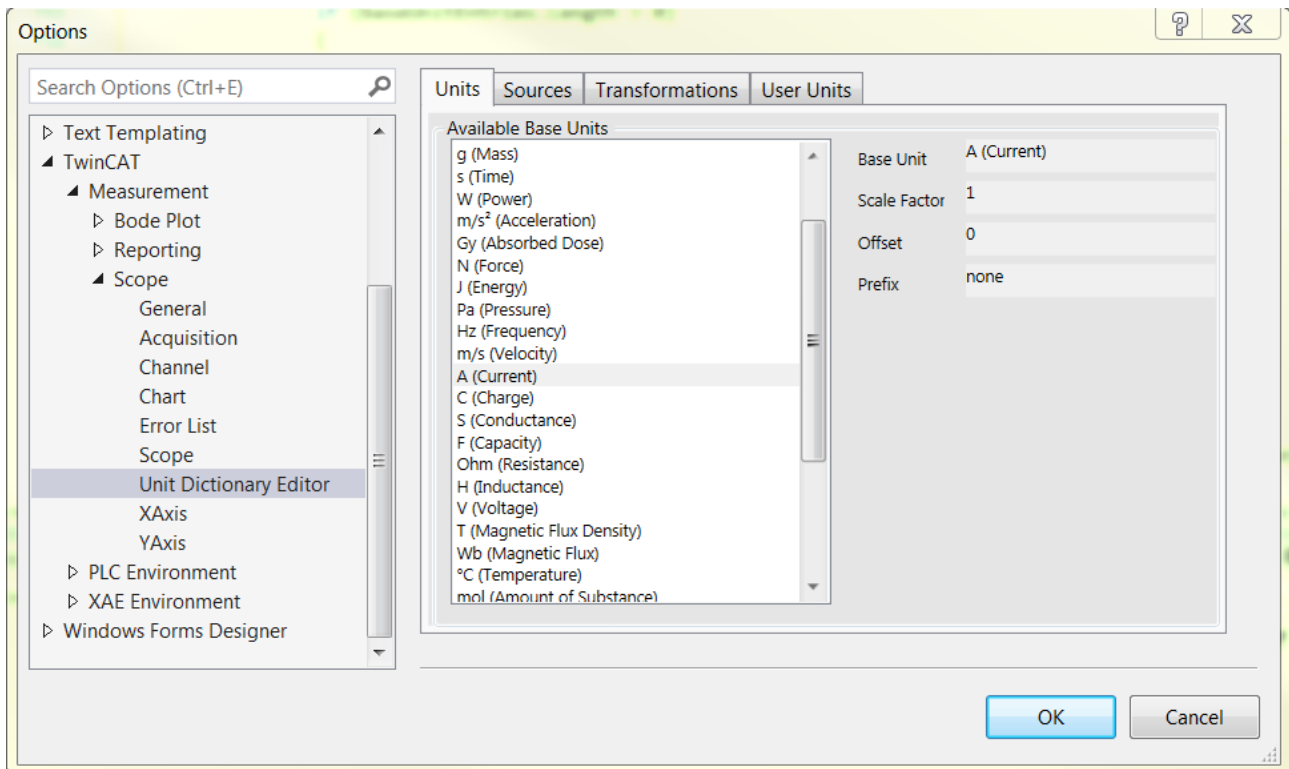 Options
Search Options (Ctrl+E)
Text Templating
TwinCAT
Measurement
Bode Plot
Reporting
Scope
General
Acquisition
Channel
Chart
Error List
Scope
Unit Dictionary Editor
XAxis
YAxis
PLC Environment
XAE Environment
Windows Forms Designer
Units Sources Transformations User Units
Available Base Units
g (Mass)
s (Time)
W (Power)
m/s² (Acceleration)
Gy (Absorbed Dose)
N (Force)
J (Energy)
Pa (Pressure)
Hz (Frequency)
m/s (Velocity)
A (Current)
C (Charge)
S (Conductance)
F (Capacity)
Ohm (Resistance)
H (Inductance)
V (Voltage)
T (Magnetic Flux Density)
Wb (Magnetic Flux)
°C (Temperature)
mol (Amount of Substance)
Base Unit A (Current)
Scale Factor 1
Offset 0
Prefix none
OK Cancel